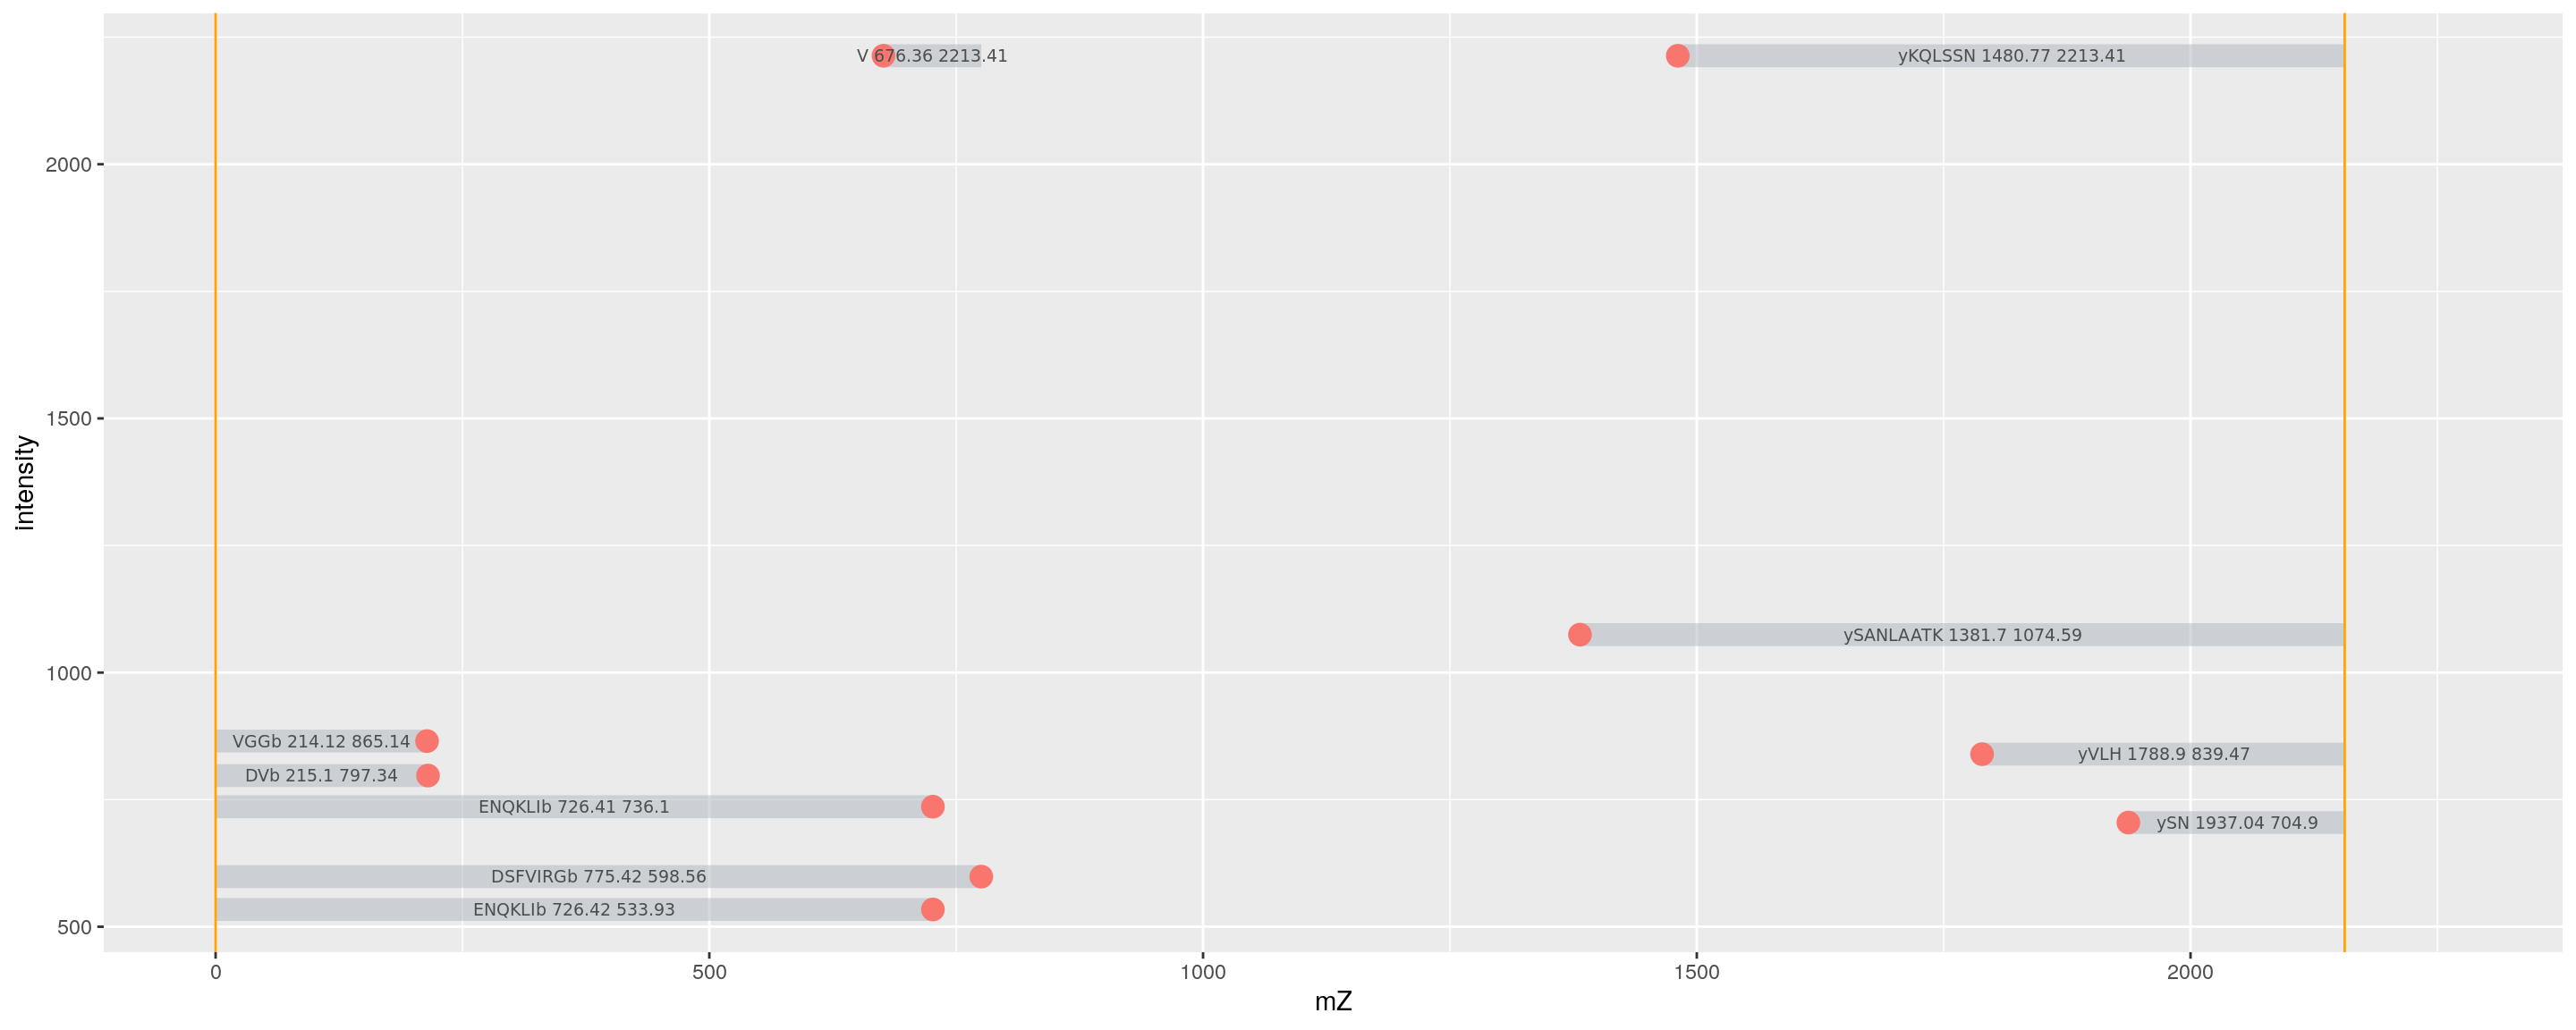 V 676.36 2213.41
yKQLSSN 1480.77 2213.41
2000
1500
intensity
ySANLAATK 1381.7 1074.59
1000
VGGb 214.12 865.14
yVLH 1788.9 839.47
DVb 215.1 797.34
ENQKLIb 726.41 736.1
ySN 1937.04 704.9
DSFVIRGb 775.42 598.56
ENQKLIb 726.42 533.93
500
0 500 1000 1500 2000
mZ